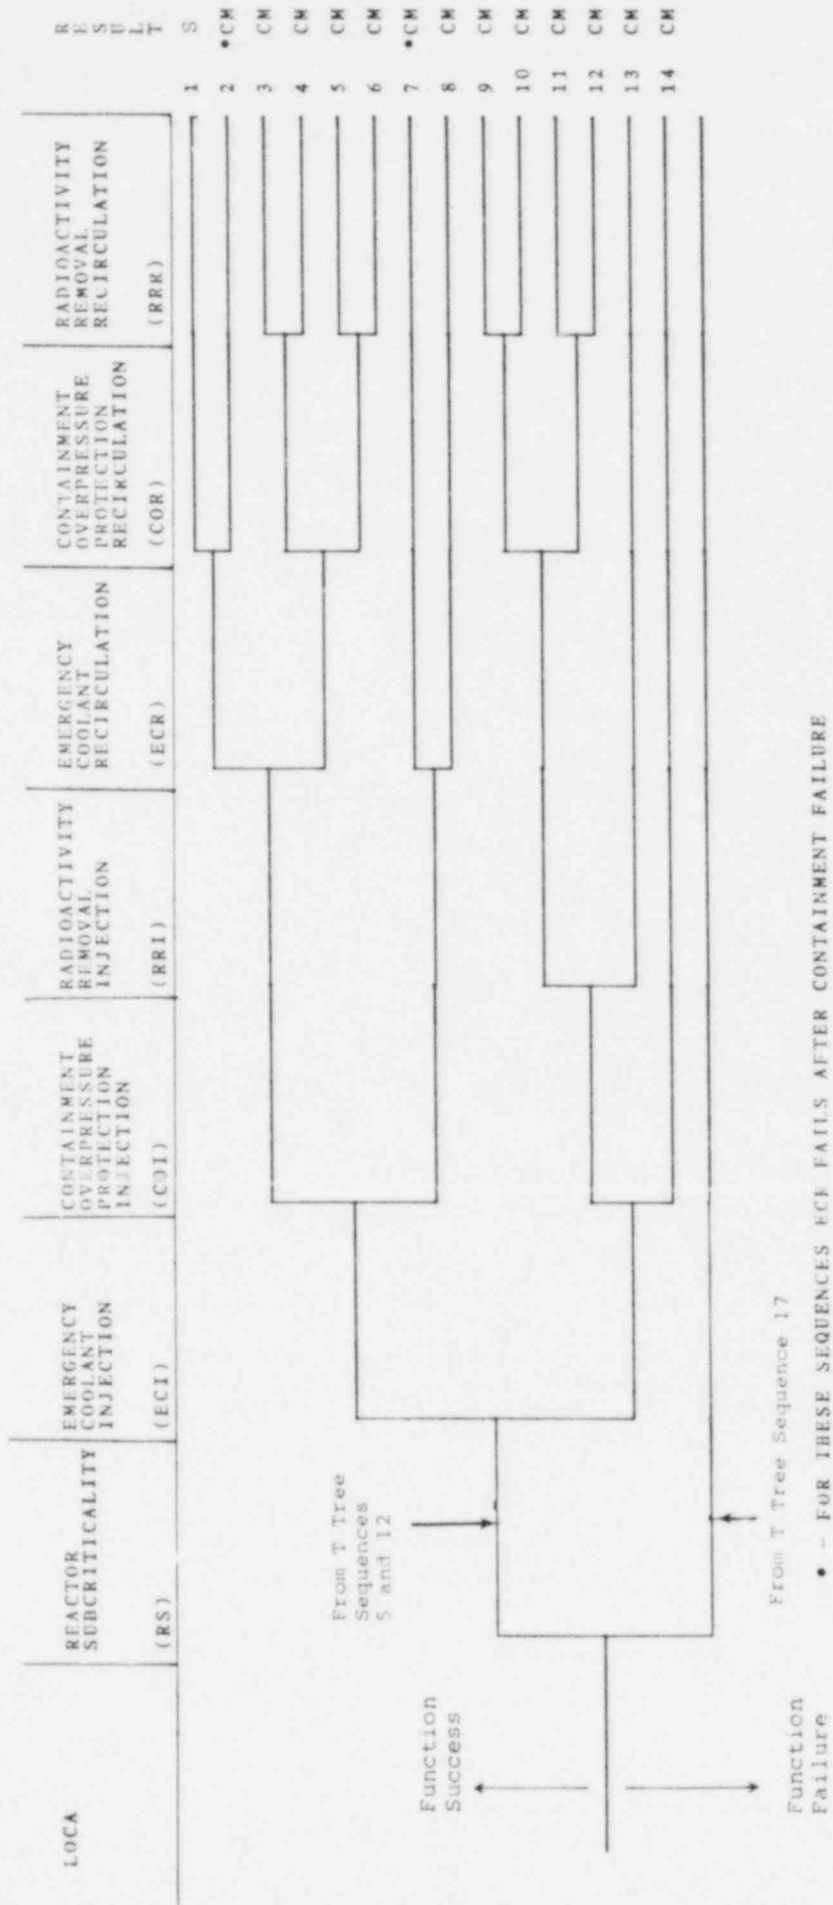 LOCA
REACTOR
SUBCRITICALITY
(RS)
EMERGENCY
COOLANT
INJECTION
(ECI)
CONTAINMENT
OVERPRESSURE
PROTECTION
INJECTION
(COI)
RADIOACTIVITY
REMOVAL
INJECTION
(RRI)
EMERGENCY
COOLANT
RECIRCULATION
(ECR)
CONTAINMENT
OVERPRESSURE
PROTECTION
RECIRCULATION
(COR)
RADIOACTIVITY
REMOVAL
RECIRCULATION
(RRR)
R
E
S
U
L
T
1 S
2 •CM
3 CM
4 CM
5 CM
6 CM
7 •CM
8 CM
9 CM
10 CM
11 CM
12 CM
13 CM
14 CM
From T Tree
Sequences
5 and 12
Function
Success
Function
Failure
From T Tree Sequence 17
• - FOR THESE SEQUENCES ECF FAILS AFTER CONTAINMENT FAILURE